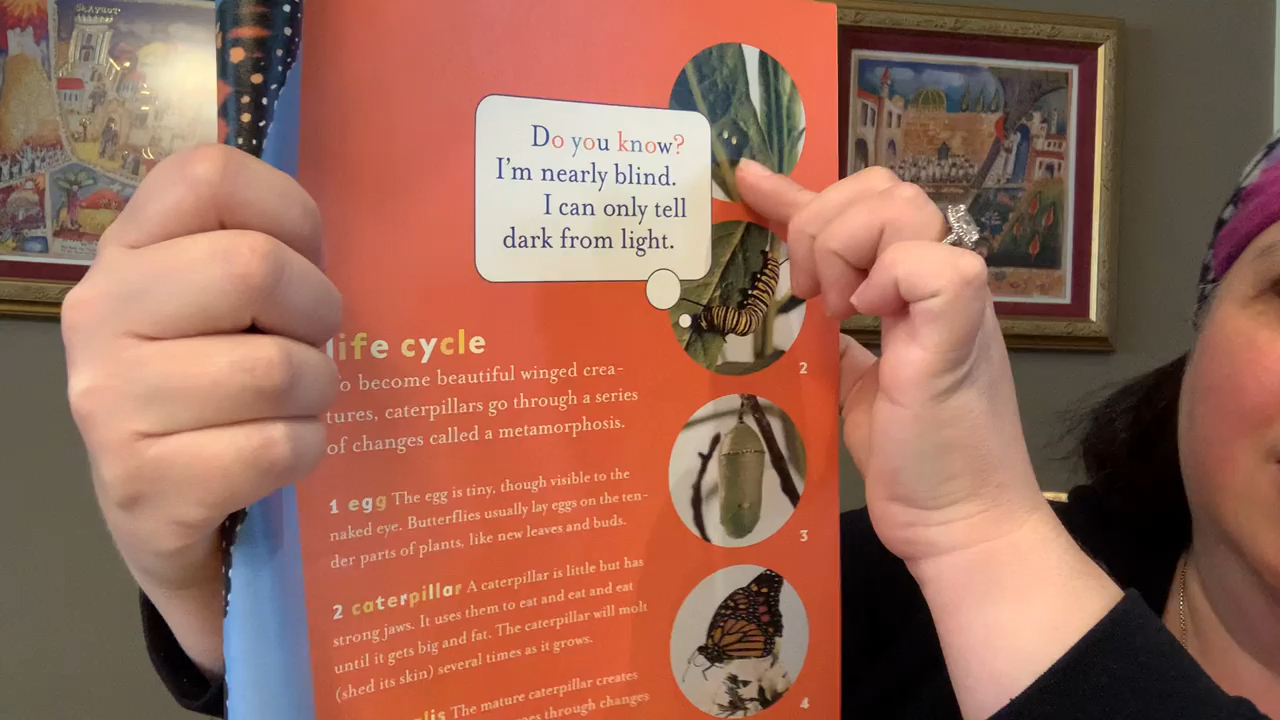 Do you know?
I'm nearly blind.
I can only tell
dark from light.
life cycle
To become beautiful winged crea-
tures, caterpillars go through a series
of changes called a metamorphosis.
1 egg The egg is tiny, though visible to the
naked eye. Butterflies usually lay eggs on the ten-
der parts of plants, like new leaves and buds.
2 caterpillar A caterpillar is little but has
strong jaws. It uses them to eat and eat and eat
until it gets big and fat. The caterpillar will molt
(shed its skin) several times as it grows.
The mature caterpillar creates
through changes
2
3
4